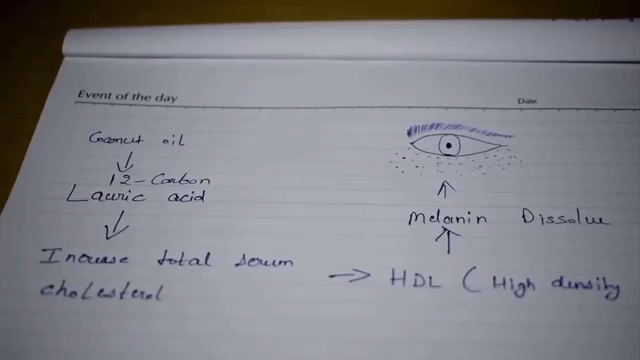 Event of the day
Date
Coconut oil
12-Carbon
Lauric acid
Increase total serum
cholesterol
HDL ( High density
Melanin Dissolve